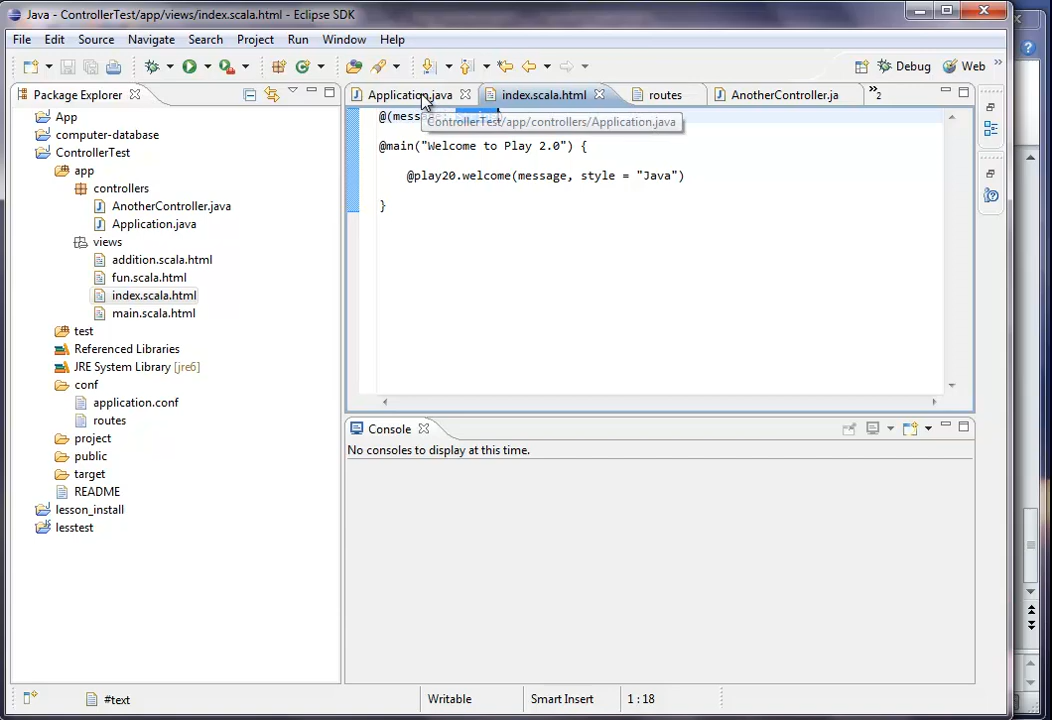 Java - ControllerTest/app/views/index.scala.html - Eclipse SDK
File Edit Source Navigate Search Project Run Window Help
Debug Web »
Package Explorer
Application.java index.scala.html routes AnotherController.ja »2
App
computer-database
ControllerTest
app
controllers
AnotherController.java
Application.java
views
addition.scala.html
fun.scala.html
index.scala.html
main.scala.html
test
Referenced Libraries
JRE System Library [jre6]
conf
application.conf
routes
project
public
target
README
lesson_install
lesstest
@(message:
ControllerTest/app/controllers/Application.java
@main("Welcome to Play 2.0") {
@play20.welcome(message, style = "Java")
}
Console
No consoles to display at this time.
#text Writable Smart Insert 1 : 18